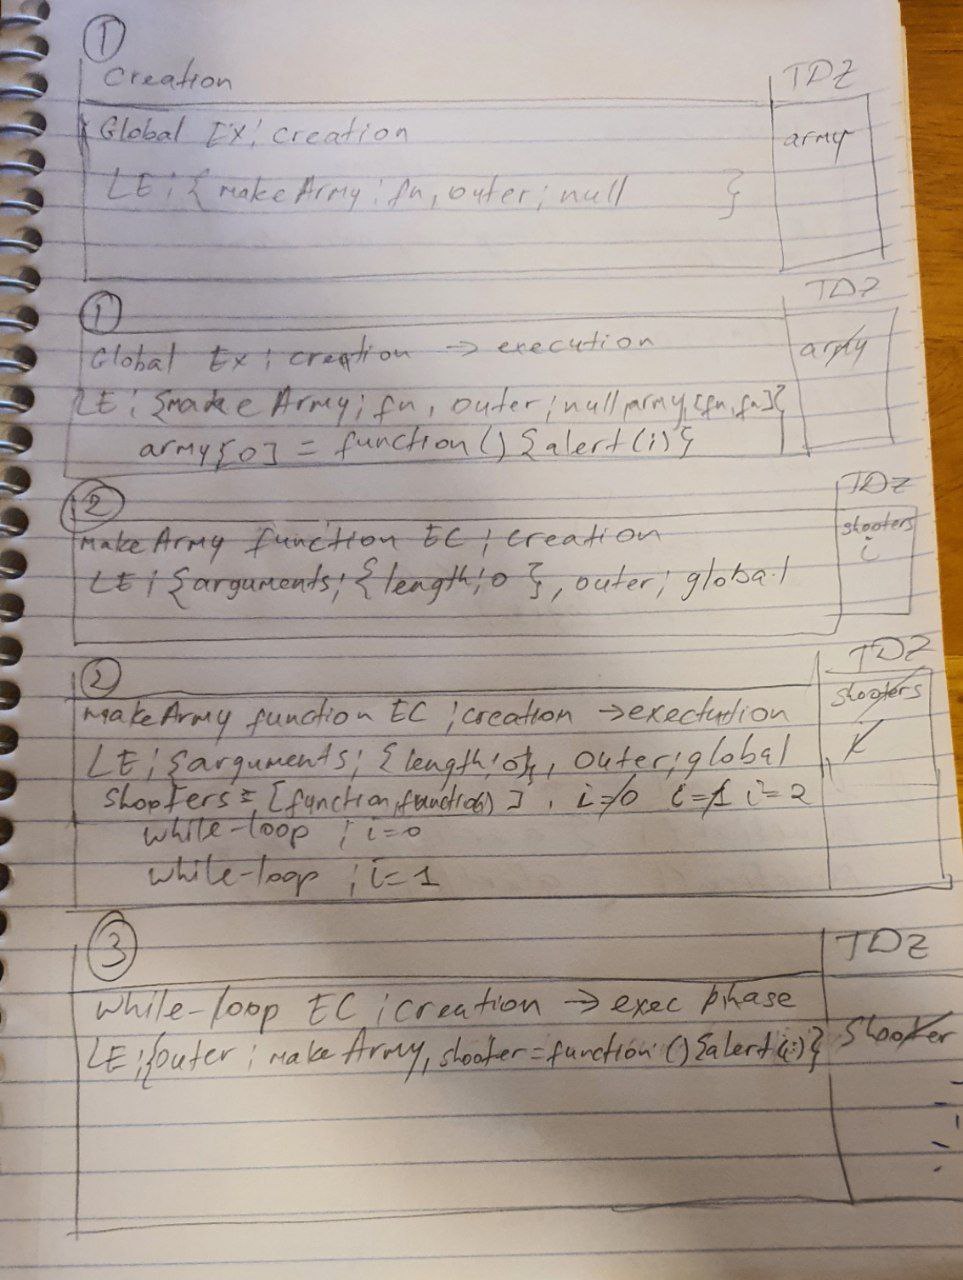 ①
Creation
TDZ
Global EX ; creation
army
LE ; { makeArmy ; fn, outer ; null }
①
TDZ
Global Ex ; creation → execution
army
LE ; { make Army ; fn, outer ; null, army, [fn, fn] }
army[0] = function() {alert(i)}
②
TDZ
makeArmy function EC ; creation
shooters
i
LE ; {arguments ; {length ; 0 }, outer ; global
②
TDZ
makeArmy function EC ; creation → exectution
shooters
i
LE ; {arguments ; {length ; 0}, outer ; global
shooters = [function, function) ], i=0 i=1 i=2
while-loop ; i=0
while-loop ; i=1
③
TDZ
while-loop EC ; creation → exec phase
LE ; {outer ; makeArmy, shooter = function () {alert(i)}
shooter